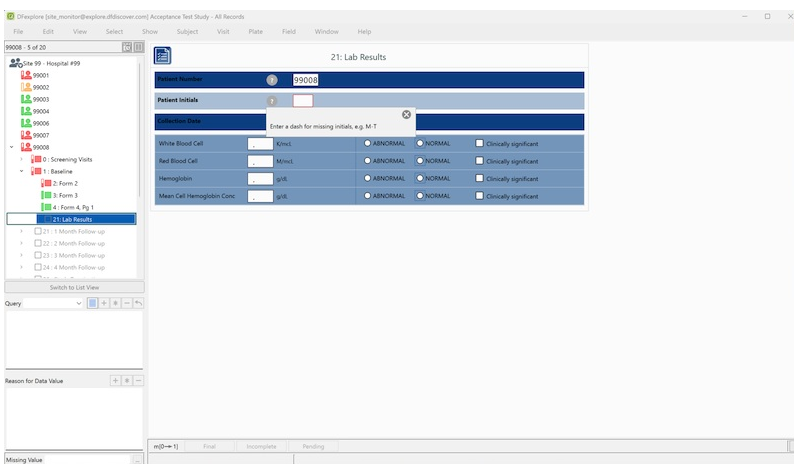 DFexplore [site_monitor@explore.dfdiscover.com] Acceptance Test Study - All Records
File Edit View Select Show Subject Visit Plate Field Window Help
99008 - 5 of 20
Site 99 - Hospital #99
99001
99002
99003
99004
99006
99007
99008
0 : Screening Visits
1 : Baseline
2: Form 2
3: Form 3
4 : Form 4, Pg 1
21: Lab Results
21 : 1 Month Follow-up
22 : 2 Month Follow-up
23 : 3 Month Follow-up
24 : 4 Month Follow-up
Switch to List View
Query
Reason for Data Value
Missing Value
21: Lab Results
Patient Number ? 99008
Patient Initials ?
Enter a dash for missing initials, e.g. M-T
Collection Date
White Blood Cell . K/mcL ABNORMAL NORMAL Clinically significant
Red Blood Cell . M/mcL ABNORMAL NORMAL Clinically significant
Hemoglobin . g/dL ABNORMAL NORMAL Clinically significant
Mean Cell Hemoglobin Conc . g/dL ABNORMAL NORMAL Clinically significant
m[0→1] Final Incomplete Pending